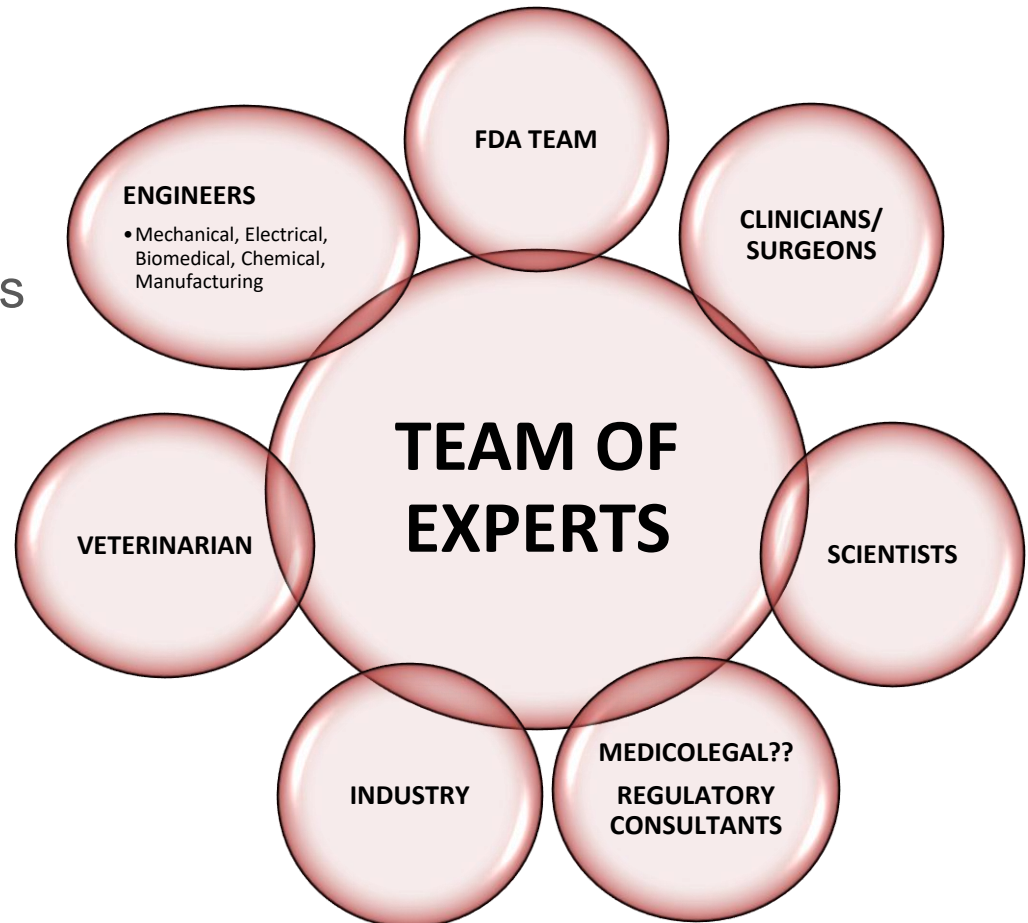 FDA TEAM
CLINICIANS/
SURGEONS
ENGINEERS
•Mechanical, Electrical,
Biomedical, Chemical,
Manufacturing
s
TEAM OF
EXPERTS
VETERINARIAN
SCIENTISTS
INDUSTRY
MEDICOLEGAL??
REGULATORY
CONSULTANTS